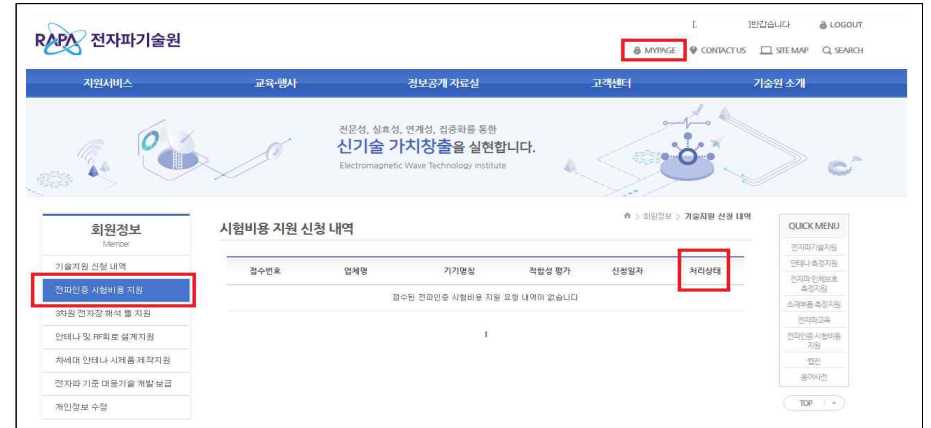 [ ]반갑습니다 LOGOUT
RAPA 전자파기술원
MYPAGE CONTACT US SITE MAP SEARCH
지원서비스 교육·행사 정보공개 자료실 고객센터 기술원 소개
전문성, 실효성, 연계성, 집중화를 통한
신기술 가치창출을 실현합니다.
Electromagnetic Wave Technology Institute
회원정보 > 기술지원 신청 내역
회원정보
Member
기술지원 신청 내역
전파인증 시험비용 지원
3차원 전자장 해석 툴 지원
안테나 및 RF회로 설계지원
차세대 안테나 시제품 제작지원
전자파 기준 대응기술 개발 보급
개인정보 수정
시험비용 지원 신청 내역
접수번호 업체명 기기명칭 적합성 평가 신청일자 처리상태
접수된 전파인증 시험비용 지원 요청 내역이 없습니다
1
QUICK MENU
전자파기술지원
안테나 측정지원
전자파 인체보호
측정지원
소재부품 측정지원
전자파교육
전파인증 시험비용
지원
웹진
용어사전
TOP